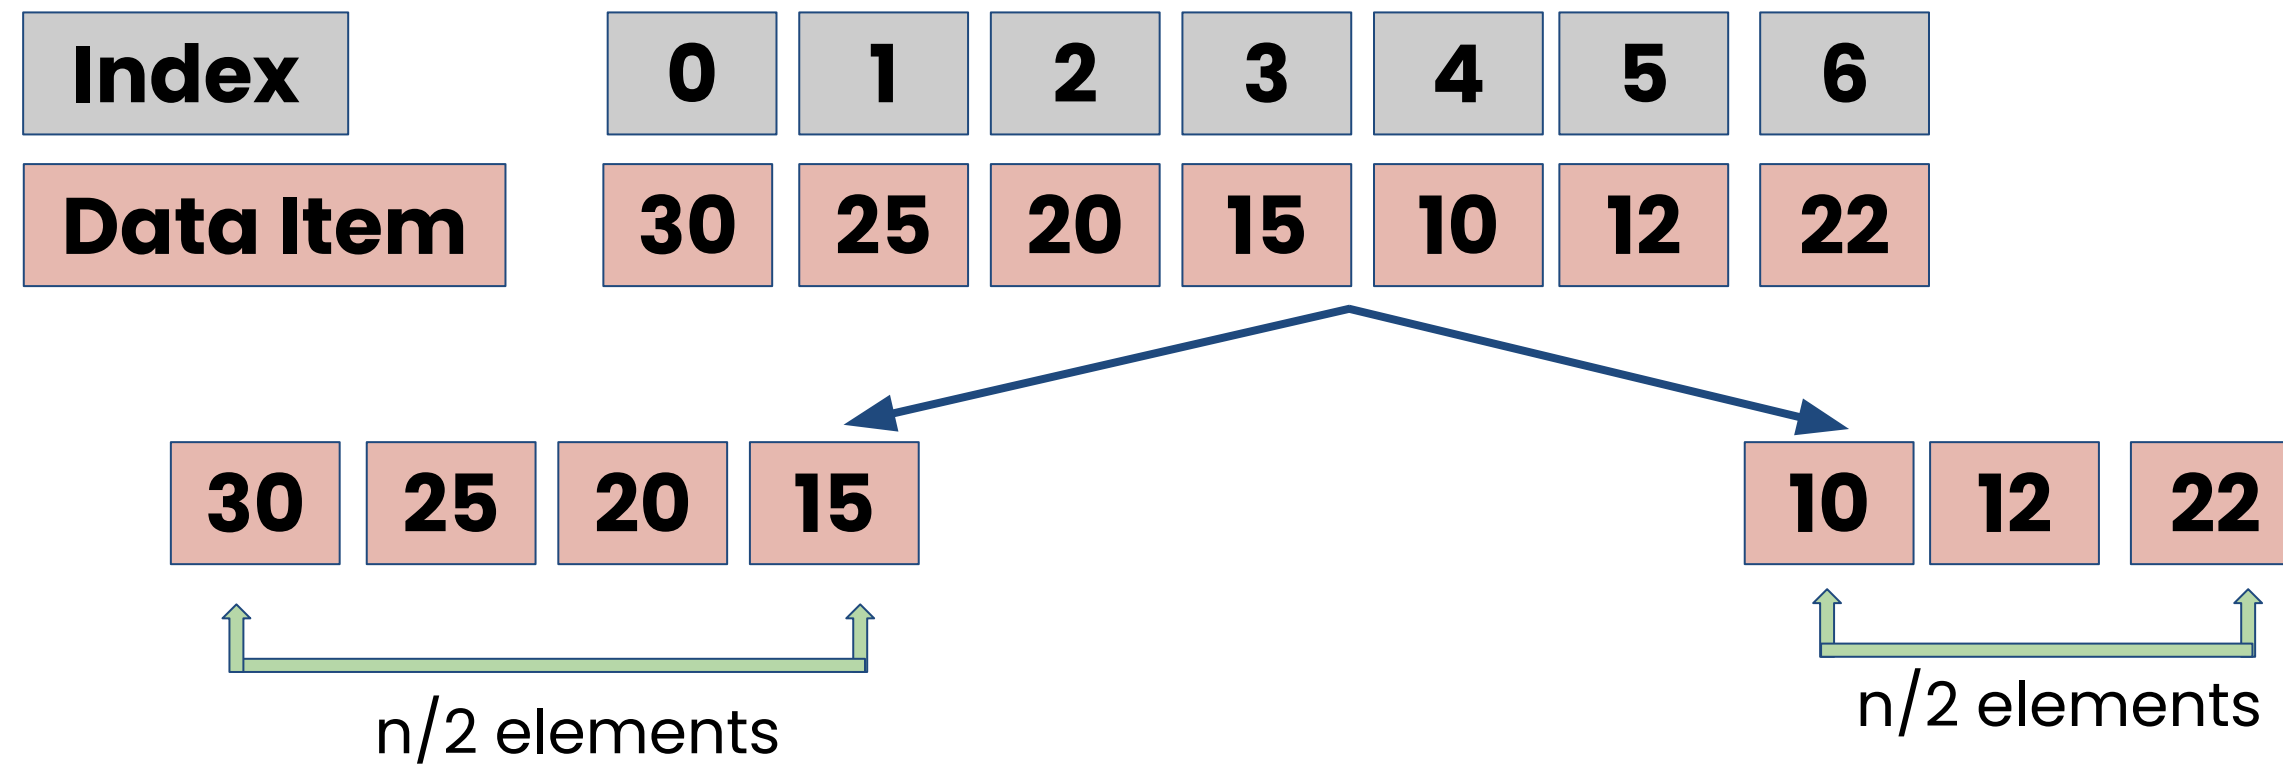 Index 0 1 2 3 4 5 6
Data Item 30 25 20 15 10 12 22
30 25 20 15 10 12 22
n/2 elements n/2 elements